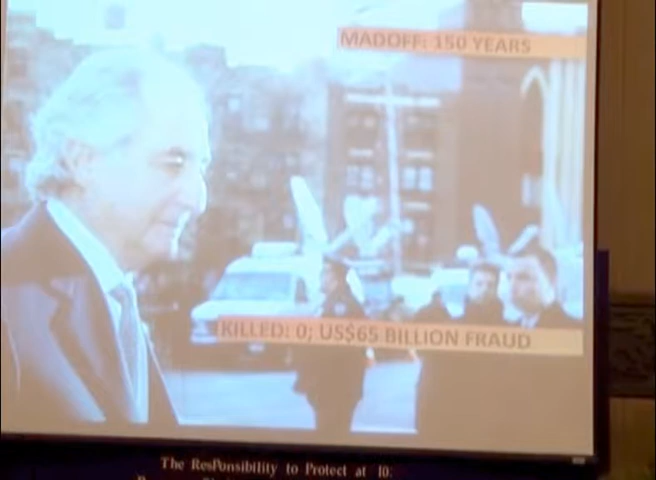 MADOFF: 150 YEARS
KILLED: 0; US$65 BILLION FRAUD
The Responsibility to Protect at 10: